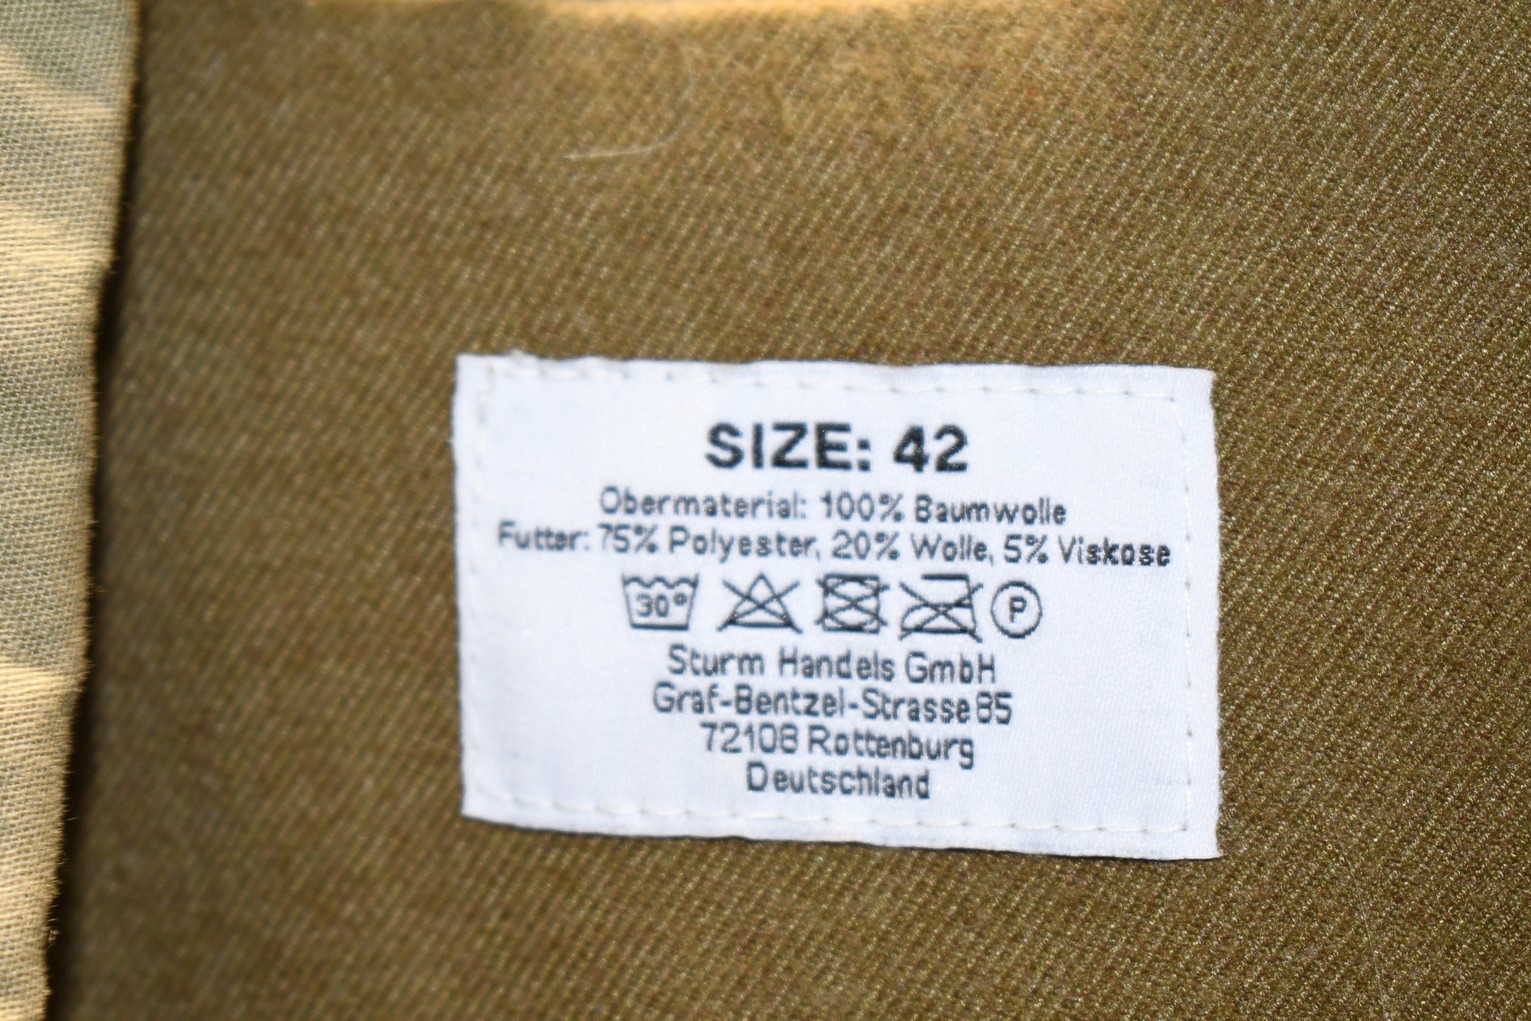 SIZE: 42
Obermaterial: 100% Baumwolle
Futter: 75% Polyester, 20% Wolle, 5% Viskose
30° P
Sturm Handels GmbH
Graf-Bentzel-Strasse 85
72108 Rottenburg
Deutschland